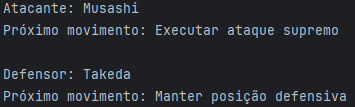 Atacante: Musashi
Próximo movimento: Executar ataque supremo
Defensor: Takeda
Próximo movimento: Manter posição defensiva